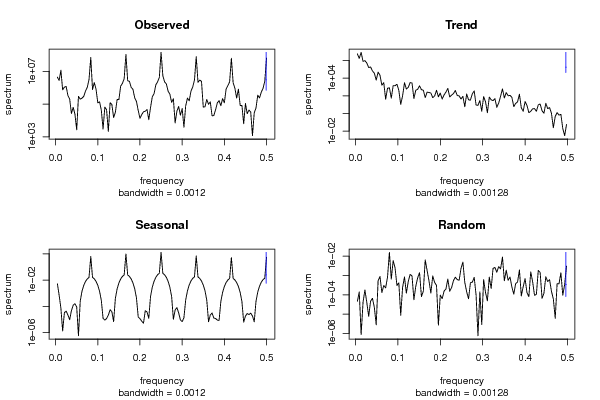 Observed
Trend
spectrum
1e+03
1e+07
0.0 0.1 0.2 0.3 0.4 0.5
frequency
bandwidth = 0.0012
spectrum
1e-02
1e+04
0.0 0.1 0.2 0.3 0.4 0.5
frequency
bandwidth = 0.00128
Seasonal
Random
spectrum
1e-06
1e-02
0.0 0.1 0.2 0.3 0.4 0.5
frequency
bandwidth = 0.0012
spectrum
1e-06
1e-04
1e-02
0.0 0.1 0.2 0.3 0.4 0.5
frequency
bandwidth = 0.00128